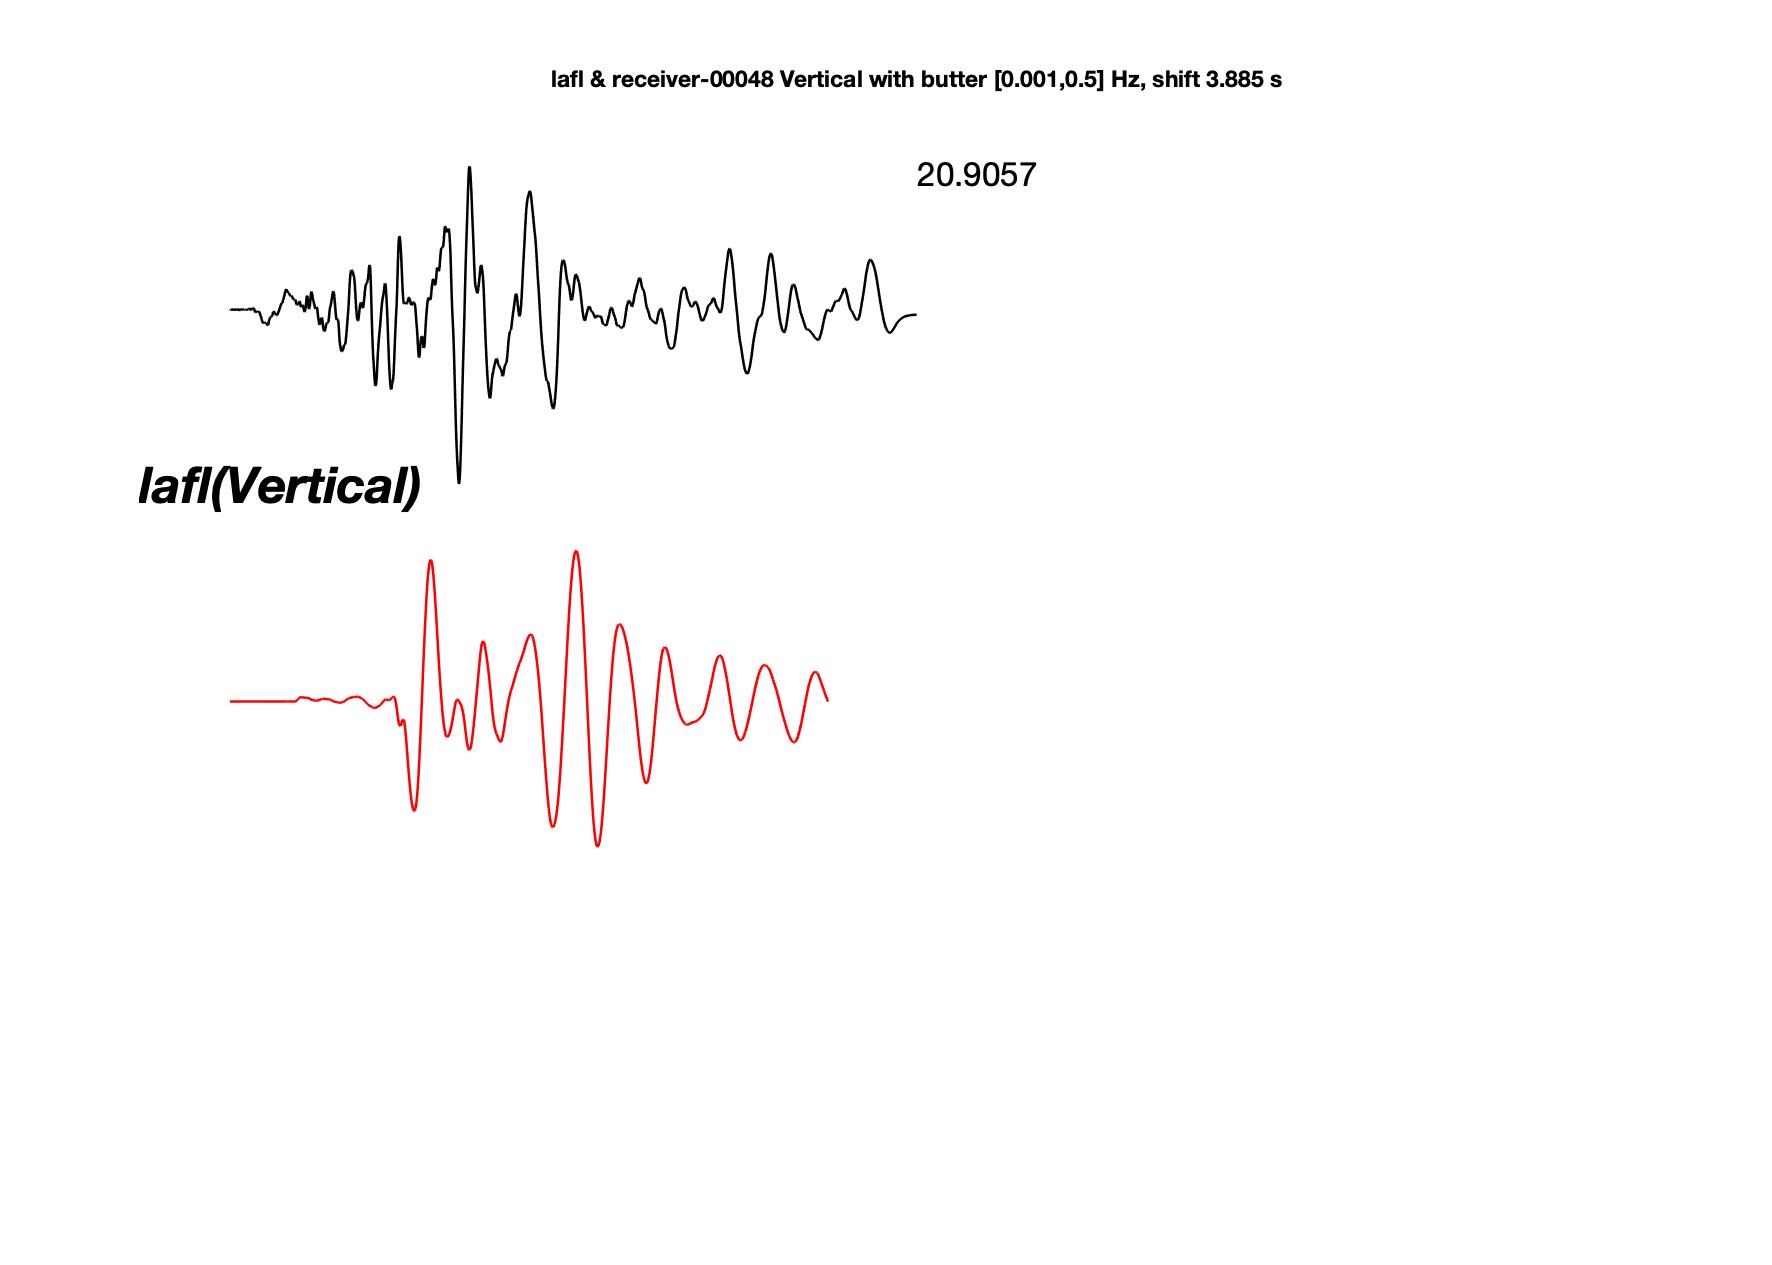 lafl & receiver-00048 Vertical with butter [0.001,0.5] Hz, shift 3.885 s
20.9057
lafl(Vertical)